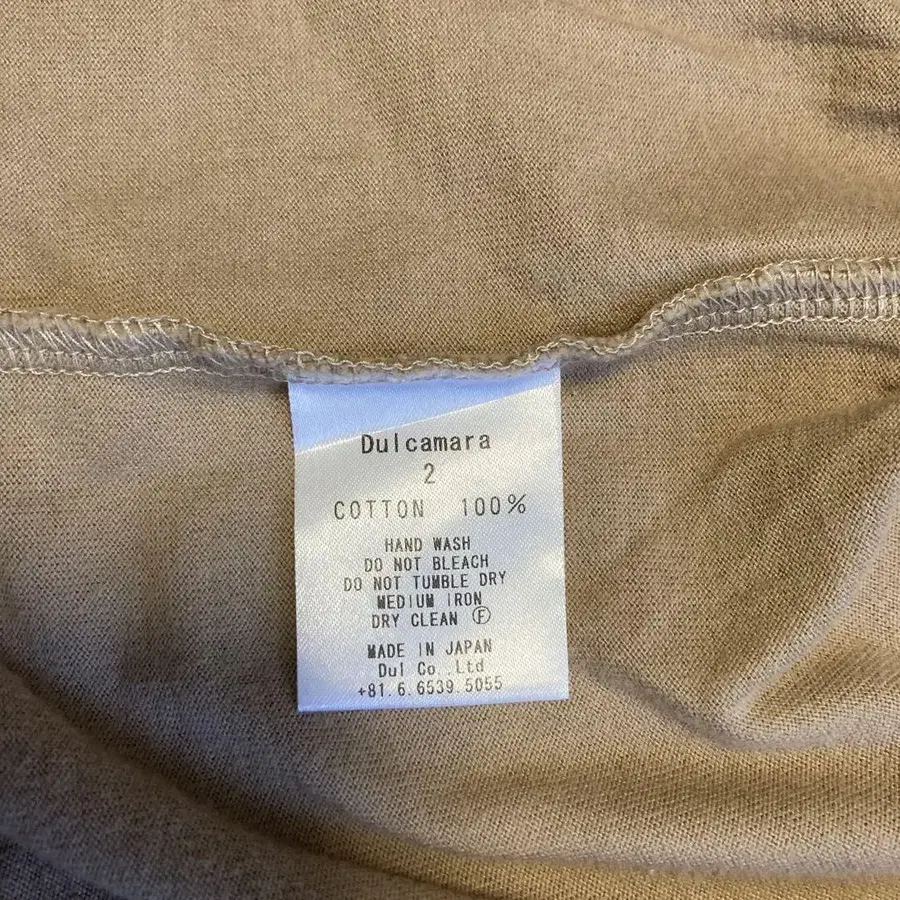 Dulcamara
2
COTTON 100%
HAND WASH
DO NOT BLEACH
DO NOT TUMBLE DRY
MEDIUM IRON
DRY CLEAN Ⓕ
MADE IN JAPAN
Dul Co.,Ltd
+81.6.6539.5055